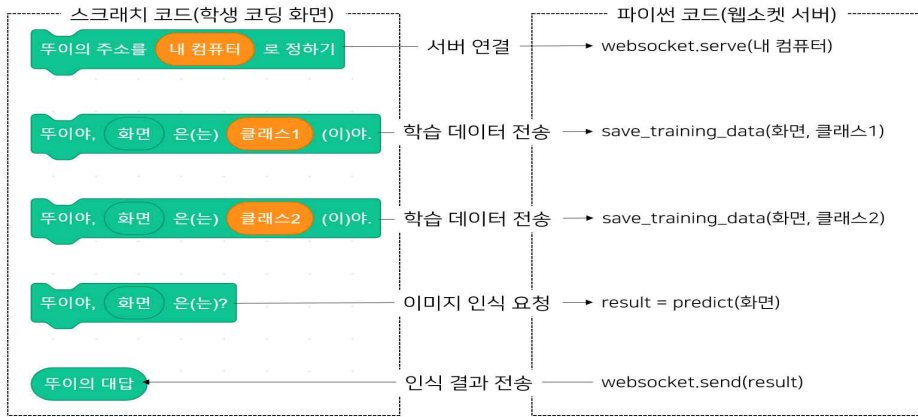 스크래치 코드(학생 코딩 화면)
파이썬 코드(웹소켓 서버)
뚜이의 주소를 내 컴퓨터 로 정하기
서버 연결
websocket.serve(내 컴퓨터)
뚜이야, 화면 은(는) 클래스1 (이)야.
학습 데이터 전송
save_training_data(화면, 클래스1)
뚜이야, 화면 은(는) 클래스2 (이)야.
학습 데이터 전송
save_training_data(화면, 클래스2)
뚜이야, 화면 은(는)?
이미지 인식 요청
result = predict(화면)
뚜이의 대답
인식 결과 전송
websocket.send(result)